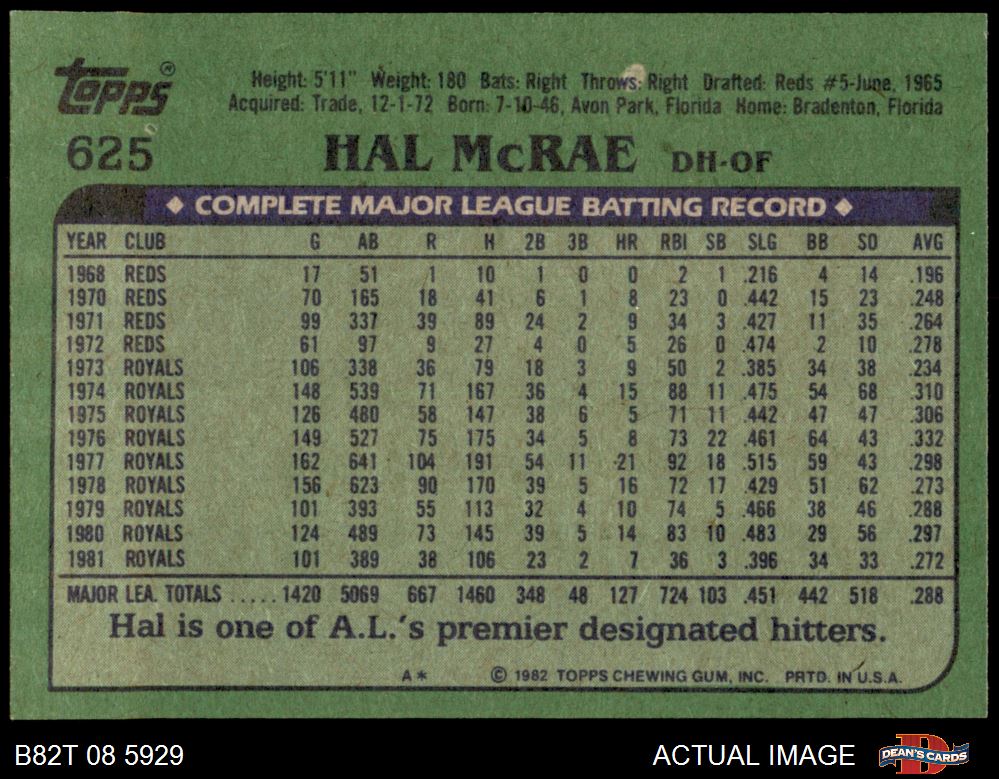 Topps®
Height: 5'11" Weight: 180 Bats: Right Throws: Right Drafted: Reds #5-June, 1965
Acquired: Trade, 12-1-72 Born: 7-10-46, Avon Park, Florida Home: Bradenton, Florida
625 HAL McRAE DH-OF
◆ COMPLETE MAJOR LEAGUE BATTING RECORD ◆
YEAR CLUB G AB R H 2B 3B HR RBI SB SLG BB SO AVG
1968 REDS 17 51 1 10 1 0 0 2 1 .216 4 14 .196
1970 REDS 70 165 18 41 6 1 8 23 0 .442 15 23 .248
1971 REDS 99 337 39 89 24 2 9 34 3 .427 11 35 .264
1972 REDS 61 97 9 27 4 0 5 26 0 .474 2 10 .278
1973 ROYALS 106 338 36 79 18 3 9 50 2 .385 34 38 .234
1974 ROYALS 148 539 71 167 36 4 15 88 11 .475 54 68 .310
1975 ROYALS 126 480 58 147 38 6 5 71 11 .442 47 47 .306
1976 ROYALS 149 527 75 175 34 5 8 73 22 .461 64 43 .332
1977 ROYALS 162 641 104 191 54 11 21 92 18 .515 59 43 .298
1978 ROYALS 156 623 90 170 39 5 16 72 17 .429 51 62 .273
1979 ROYALS 101 393 55 113 32 4 10 74 5 .466 38 46 .288
1980 ROYALS 124 489 73 145 39 5 14 83 10 .483 29 56 .297
1981 ROYALS 101 389 38 106 23 2 7 36 3 .396 34 33 .272
MAJOR LEA. TOTALS ..... 1420 5069 667 1460 348 48 127 724 103 .451 442 518 .288
Hal is one of A.L.'s premier designated hitters.
A* © 1982 TOPPS CHEWING GUM, INC. PRTD. IN U.S.A.
B82T 08 5929 ACTUAL IMAGE DEAN'S CARDS